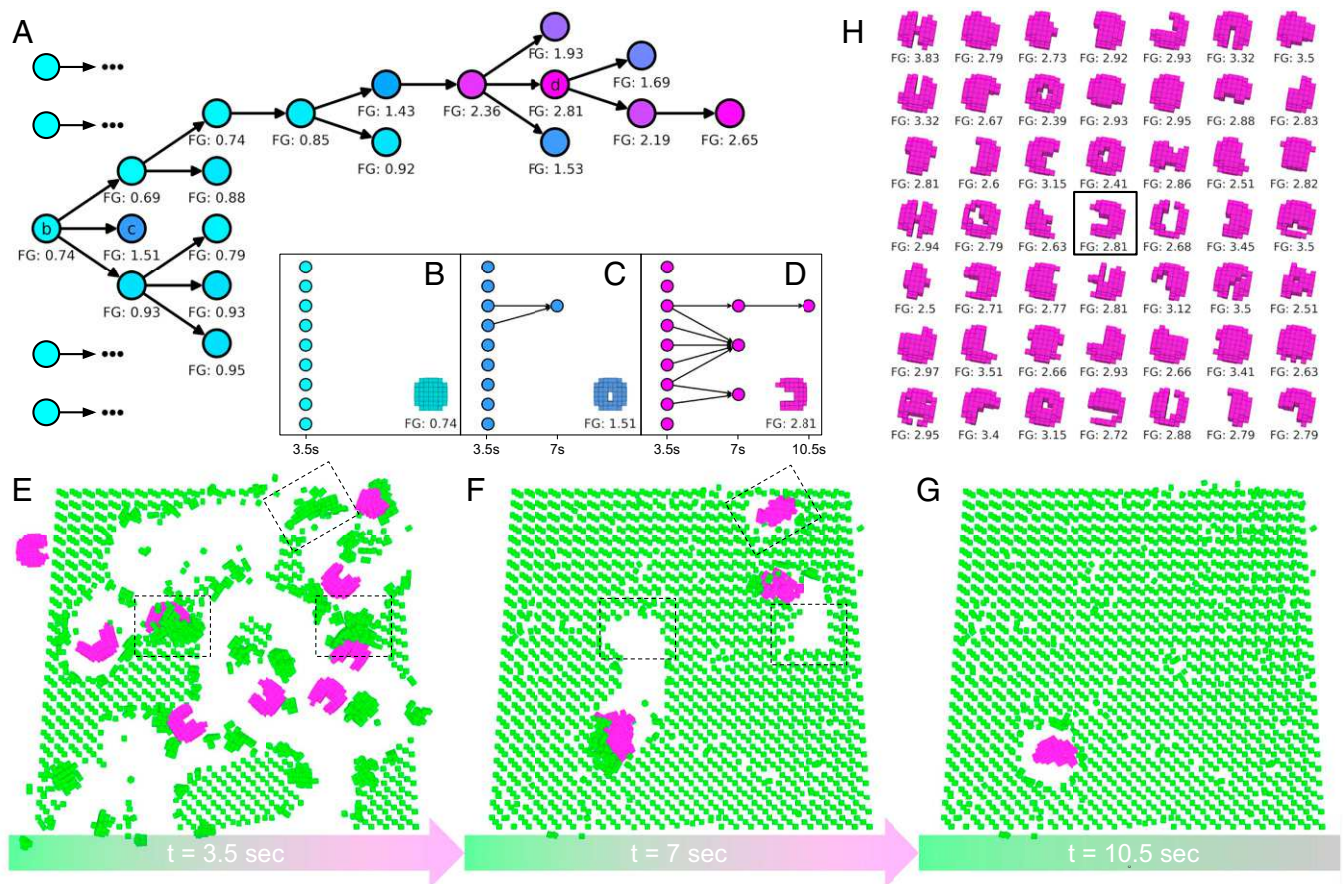 A
H
FG: 1.93
FG: 1.69
FG: 1.43
FG: 2.36
d
FG: 2.81
FG: 0.74
FG: 0.85
FG: 2.19
FG: 2.65
FG: 0.92
FG: 1.53
FG: 0.69
FG: 0.88
b
c
FG: 0.74
FG: 1.51
FG: 0.79
FG: 0.93
FG: 0.93
FG: 0.95
B
C
D
FG: 0.74
FG: 1.51
FG: 2.81
3.5s
3.5s
7s
3.5s
7s
10.5s
FG: 3.83 FG: 2.79 FG: 2.73 FG: 2.92 FG: 2.93 FG: 3.32 FG: 3.5
FG: 3.32 FG: 2.67 FG: 2.39 FG: 2.93 FG: 2.95 FG: 2.88 FG: 2.83
FG: 2.81 FG: 2.6 FG: 3.15 FG: 2.41 FG: 2.86 FG: 2.51 FG: 2.82
FG: 2.94 FG: 2.79 FG: 2.63 FG: 2.81 FG: 2.68 FG: 3.45 FG: 3.5
FG: 2.5 FG: 2.71 FG: 2.77 FG: 2.81 FG: 3.12 FG: 3.5 FG: 2.51
FG: 2.97 FG: 3.51 FG: 2.66 FG: 2.93 FG: 2.66 FG: 3.41 FG: 2.63
FG: 2.95 FG: 3.4 FG: 3.15 FG: 2.72 FG: 2.88 FG: 2.79 FG: 2.79
E
F
G
t = 3.5 sec
t = 7 sec
t = 10.5 sec